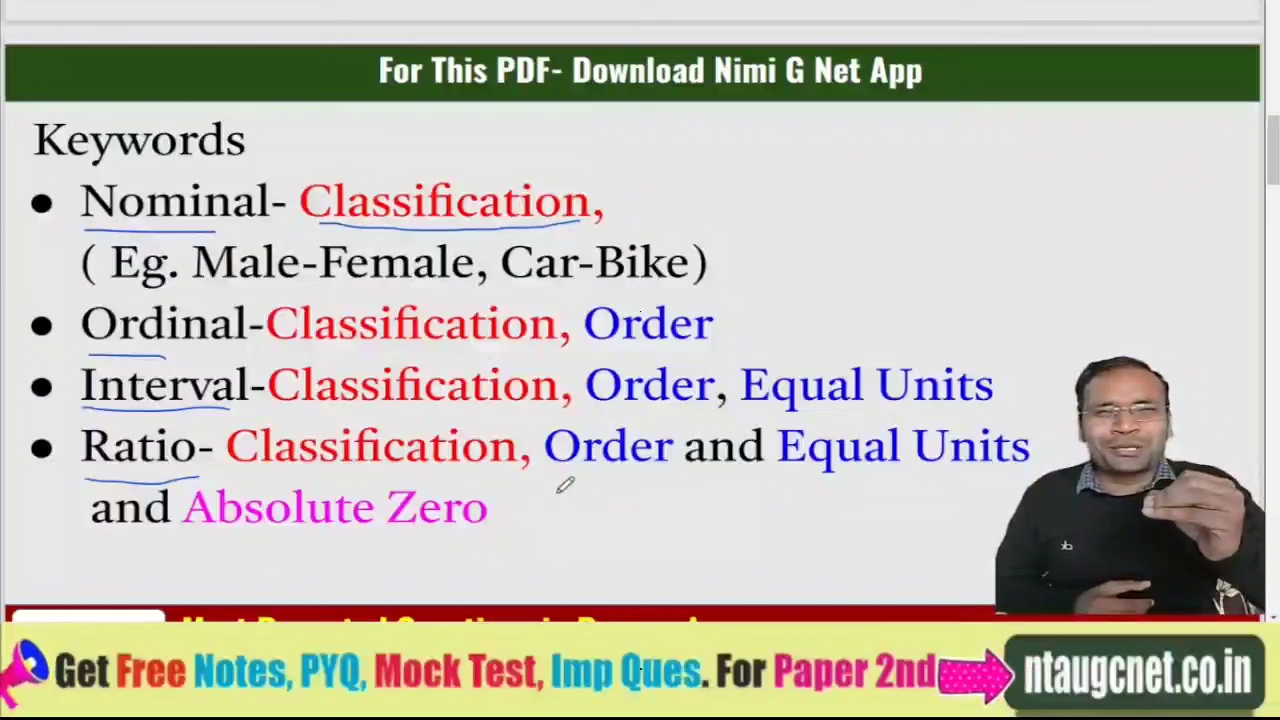 For This PDF- Download Nimi G Net App
Keywords
● Nominal- Classification,
( Eg. Male-Female, Car-Bike)
● Ordinal-Classification, Order
● Interval-Classification, Order, Equal Units
● Ratio- Classification, Order and Equal Units
and Absolute Zero
Get Free Notes, PYQ, Mock Test, Imp Ques. For Paper 2nd
ntaugcnet.co.in